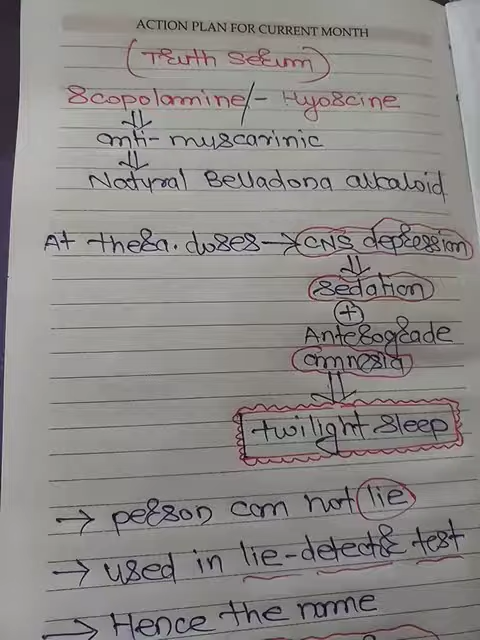 ACTION PLAN FOR CURRENT MONTH
(Truth Serum)
Scopolamine/- Hyoscine
⇓
anti-muscarinic
⇓
Natural Belladona alkaloid
At thera. doses → CNS depression
⇓
Sedation
+
Anterograde
amnesia
⇓
twilight sleep
→ person can not lie
→ used in lie-detector test
→ Hence the name